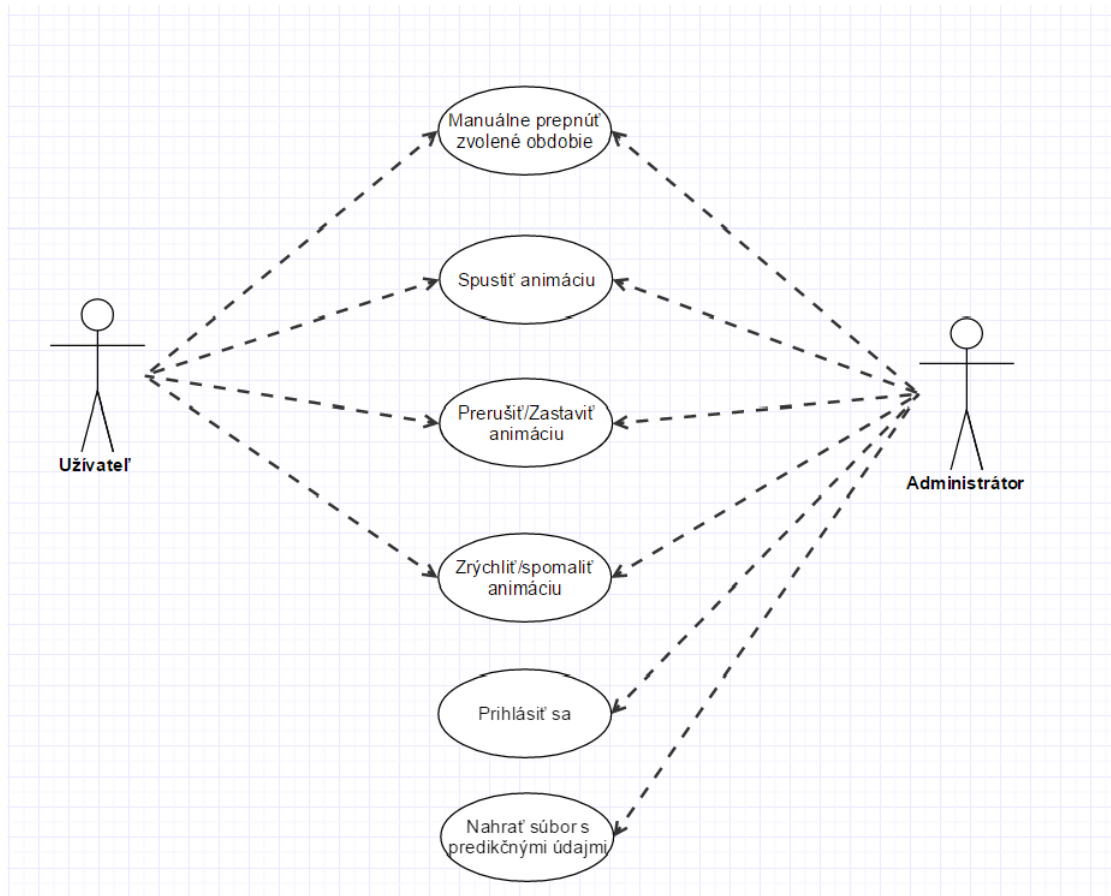 Manuálne prepnúť
zvolené obdobie
Spustiť animáciu
Prerušiť/Zastaviť
animáciu
Užívateľ
Administrátor
Zrýchliť/spomaliť
animáciu
Prihlásiť sa
Nahrať súbor s
predikčnými údajmi